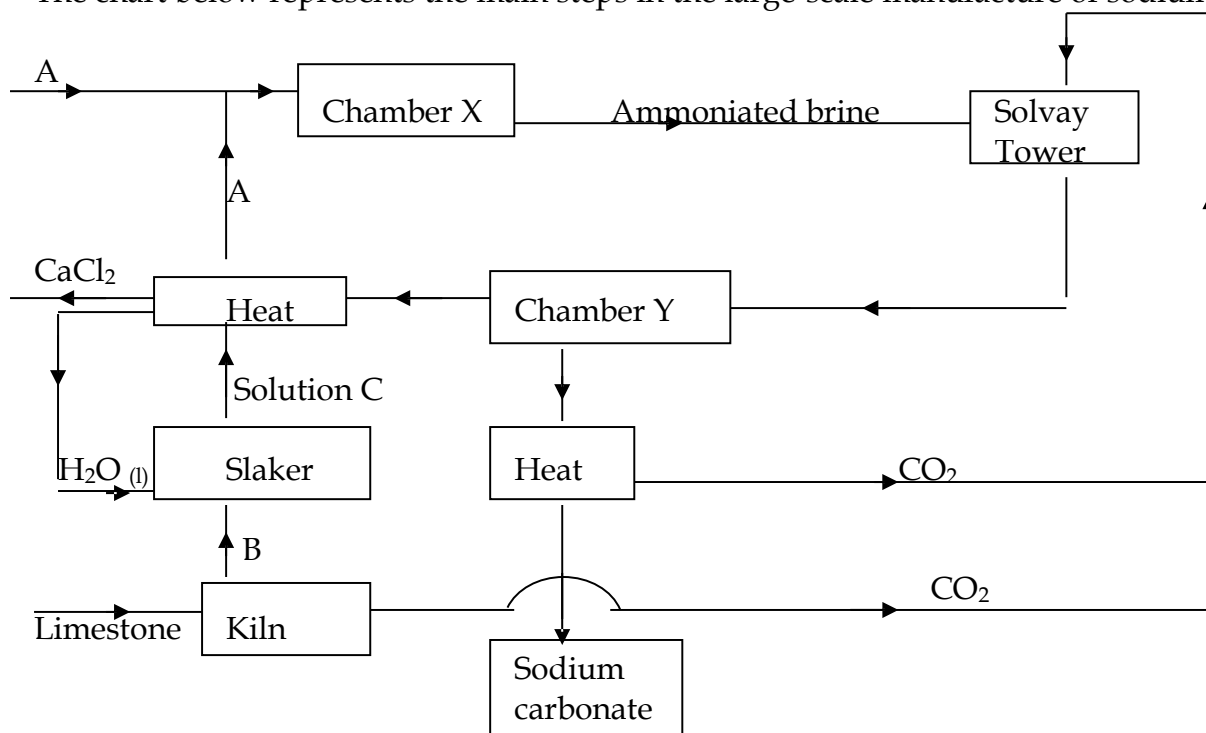 The chart below represents the main steps in the large-scale manufacture of sodium
A
Chamber X
Ammoniated brine
Solvay
Tower
A
CaCl₂
Heat
Chamber Y
Solution C
H₂O (l)
Slaker
Heat
CO₂
B
CO₂
Limestone
Kiln
Sodium
carbonate